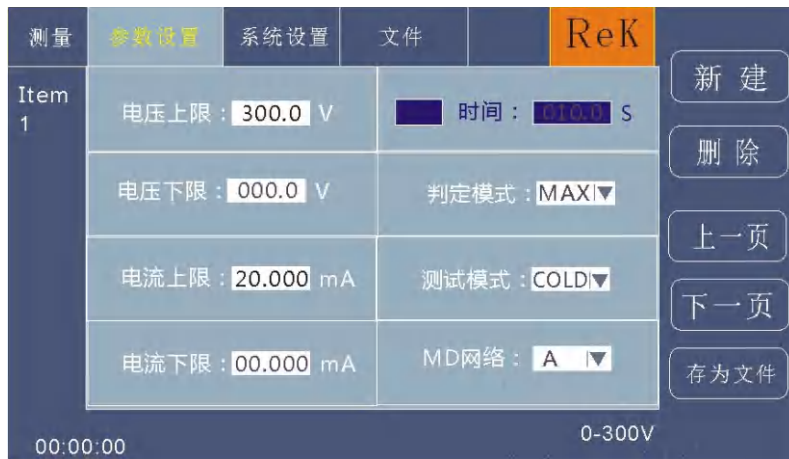 测量 参数设置 系统设置 文件 ReK
Item
1
电压上限：300.0 V
时间：010.0 S
电压下限：000.0 V
判定模式：MAX
电流上限：20.000 mA
测试模式：COLD
电流下限：00.000 mA
MD网络：A
新建
删除
上一页
下一页
存为文件
00:00:00
0-300V